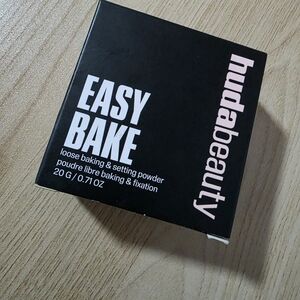 EASY
BAKE
loose baking & setting powder
poudre libre baking & fixation
20 G / 0.71 OZ
hudabeauty